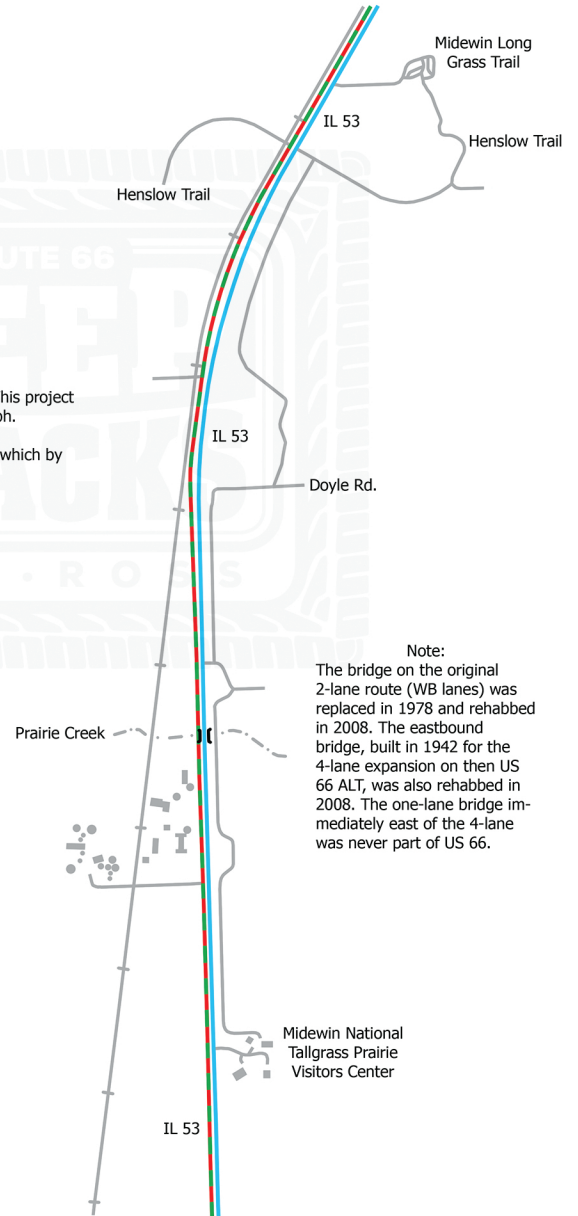 Midewin Long
Grass Trail
IL 53
Henslow Trail
Henslow Trail
UTE 66
his project
ph.
IL 53
which by
ACKS
Doyle Rd.
• ROSS
Note:
The bridge on the original
2-lane route (WB lanes) was
replaced in 1978 and rehabbed
in 2008. The eastbound
bridge, built in 1942 for the
4-lane expansion on then US
66 ALT, was also rehabbed in
2008. The one-lane bridge im-
mediately east of the 4-lane
was never part of US 66.
Prairie Creek
Midewin National
Tallgrass Prairie
Visitors Center
IL 53